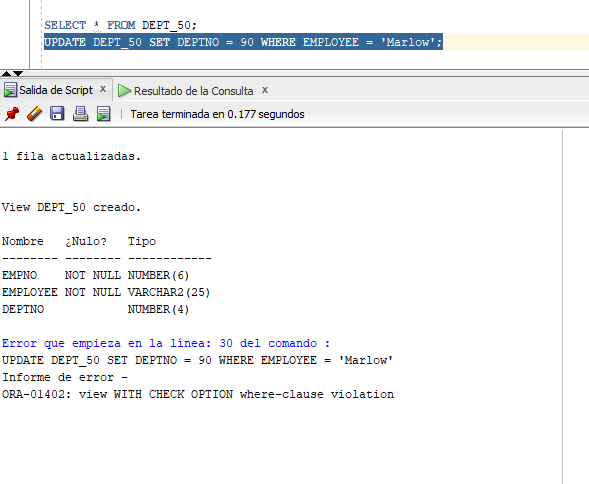 SELECT * FROM DEPT_50;
UPDATE DEPT_50 SET DEPTNO = 90 WHERE EMPLOYEE = 'Marlow';
Salida de Script x Resultado de la Consulta x
Tarea terminada en 0.177 segundos
1 fila actualizadas.
View DEPT_50 creado.
Nombre   ¿Nulo?   Tipo
-------- -------- ------------
EMPNO    NOT NULL NUMBER(6)
EMPLOYEE NOT NULL VARCHAR2(25)
DEPTNO            NUMBER(4)
Error que empieza en la línea: 30 del comando :
UPDATE DEPT_50 SET DEPTNO = 90 WHERE EMPLOYEE = 'Marlow'
Informe de error -
ORA-01402: view WITH CHECK OPTION where-clause violation